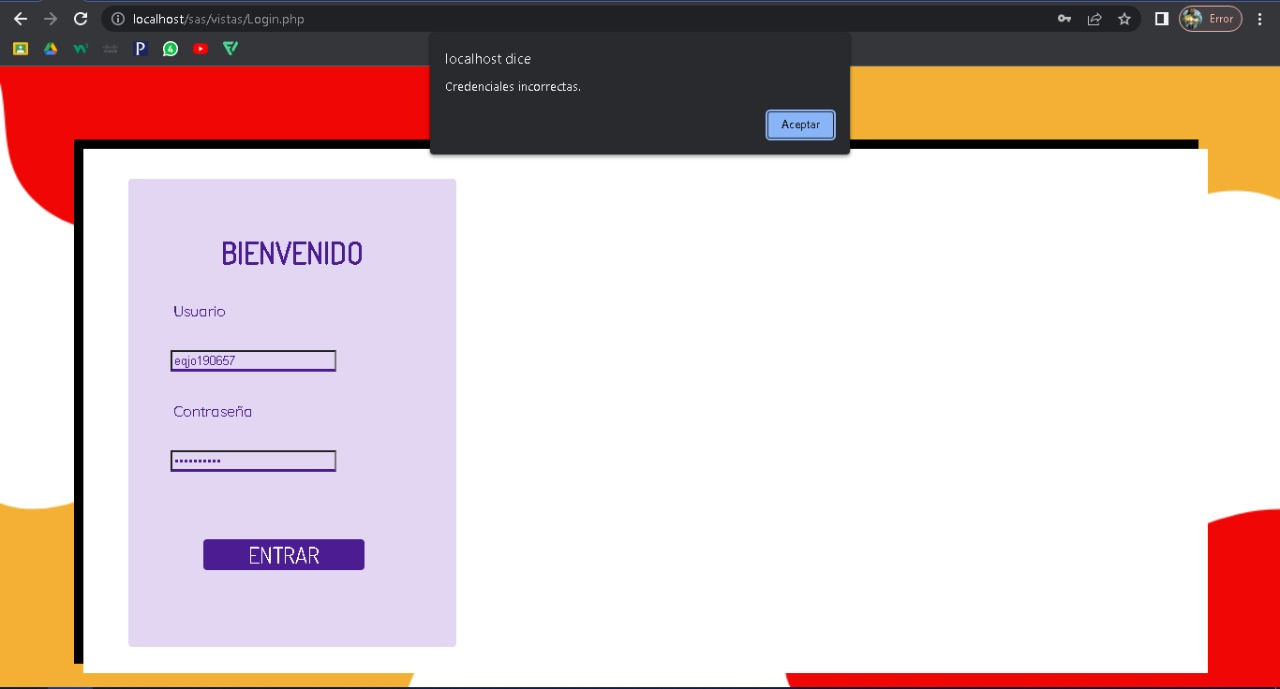 localhost/sas/vistas/Login.php
Error
localhost dice
Credenciales incorrectas.
Aceptar
BIENVENIDO
Usuario
eqjo190657
Contraseña
••••••••••
ENTRAR